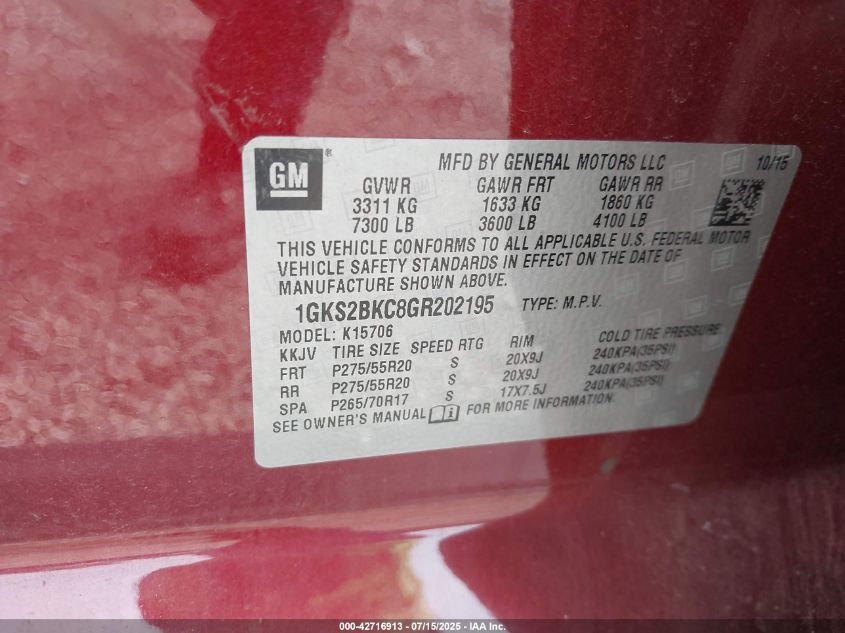 GM
®
MFD BY GENERAL MOTORS LLC 10/15
GVWR GAWR FRT GAWR RR
3311 KG 1633 KG 1860 KG
7300 LB 3600 LB 4100 LB
THIS VEHICLE CONFORMS TO ALL APPLICABLE U.S. FEDERAL MOTOR
VEHICLE SAFETY STANDARDS IN EFFECT ON THE DATE OF
MANUFACTURE SHOWN ABOVE.
1GKS2BKC8GR202195 TYPE: M.P.V.
MODEL: K15706
KKJV TIRE SIZE SPEED RTG RIM COLD TIRE PRESSURE
FRT P275/55R20 S 20X9J 240KPA(35PSI)
RR P275/55R20 S 20X9J 240KPA(35PSI)
SPA P265/70R17 S 17X7.5J 240KPA(35PSI)
SEE OWNER'S MANUAL FOR MORE INFORMATION.
000-42716913 - 07/15/2025 - IAA Inc.